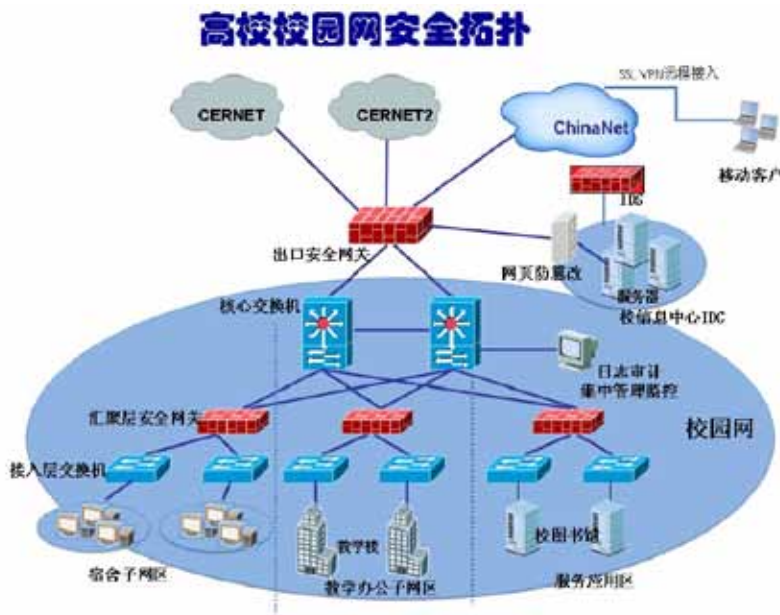 高校校园网安全拓扑
SSL VPN远程接入
CERNET
CERNET2
ChinaNet
移动客户
IDS
出口安全网关
网页防篡改
服务器
校信息中心IDC
核心交换机
日志审计
集中管理监控
汇聚层安全网关
校园网
接入层交换机
教学楼
校图书馆
宿舍子网区
教学办公子网区
服务应用区